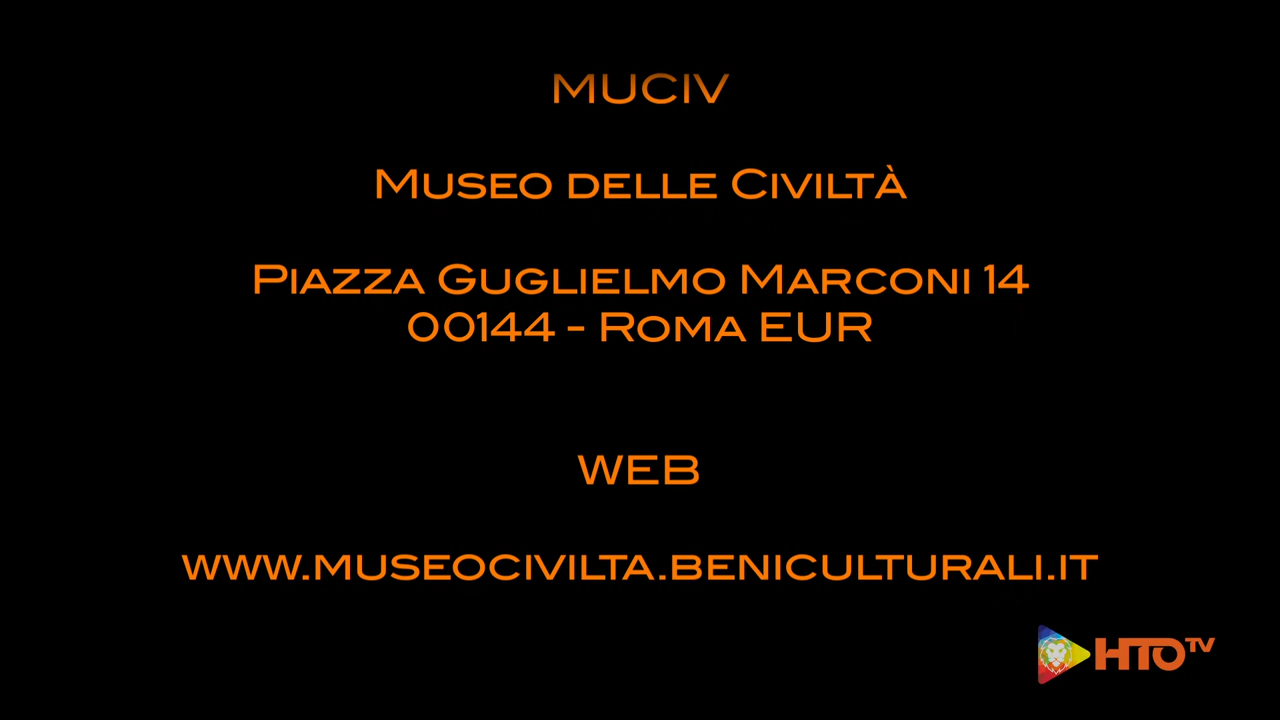 MUCIV
Museo delle Civiltà
Piazza Guglielmo Marconi 14
00144 - Roma EUR
WEB
www.museocivilta.beniculturali.it
HTO TV